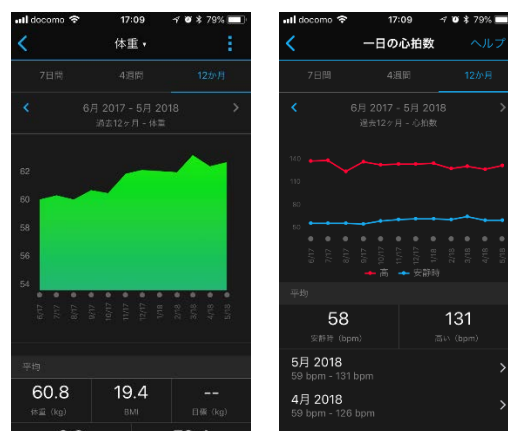 docomo 17:09 79%
体重
7日間 4週間 12か月
6月 2017 - 5月 2018
過去12ヶ月 - 体重
62
60
58
56
54
6/17 7/17 8/17 9/17 10/17 11/17 12/17 1/18 2/18 3/18 4/18 5/18
平均
60.8 19.4 --
体重 (kg) BMI 目標 (kg)
docomo 17:09 79%
一日の心拍数 ヘルプ
7日間 4週間 12か月
6月 2017 - 5月 2018
過去12ヶ月 - 心拍数
140
110
80
50
6/17 7/17 8/17 9/17 10/17 11/17 12/17 1/18 2/18 3/18 4/18 5/18
高 安静時
平均
58 131
安静時 (bpm) 高い (bpm)
5月 2018
59 bpm - 131 bpm
4月 2018
59 bpm - 126 bpm